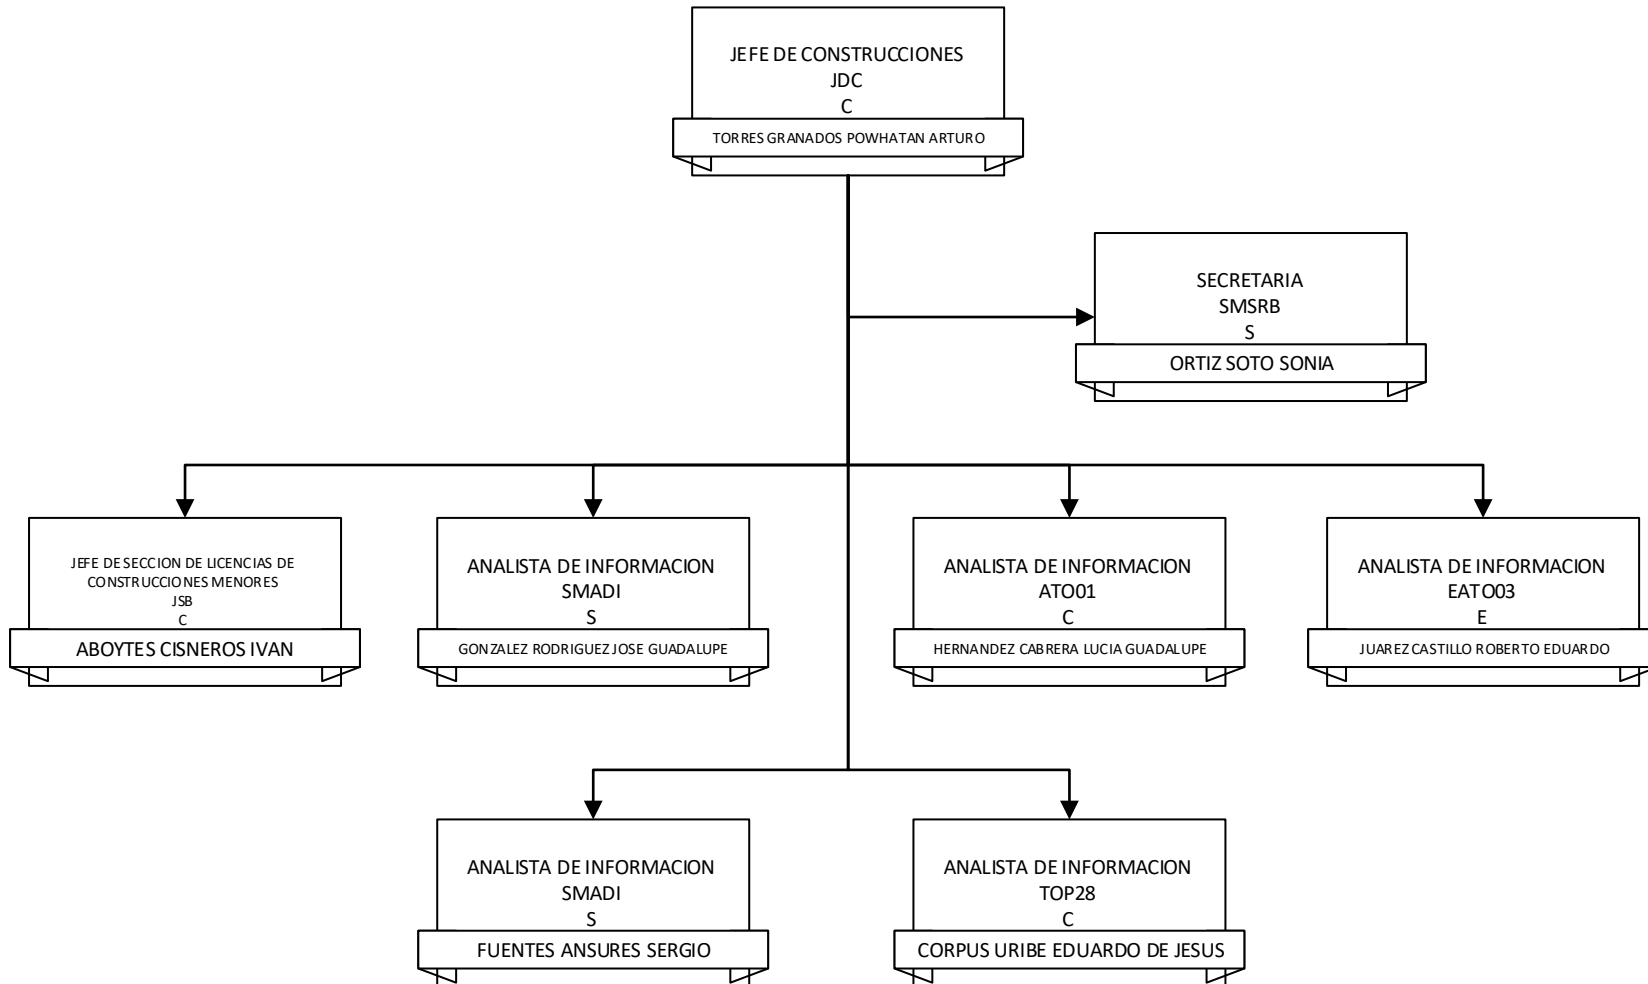 JEFE DE CONSTRUCCIONES
JDC
C
TORRES GRANADOS POWHATAN ARTURO
SECRETARIA
SMSRB
S
ORTIZ SOTO SONIA
JEFE DE SECCION DE LICENCIAS DE
CONSTRUCCIONES MENORES
JSB
C
ABOYTES CISNEROS IVAN
ANALISTA DE INFORMACION
SMADI
S
GONZALEZ RODRIGUEZ JOSE GUADALUPE
ANALISTA DE INFORMACION
ATO01
C
HERNANDEZ CABRERA LUCIA GUADALUPE
ANALISTA DE INFORMACION
EATO03
E
JUAREZ CASTILLO ROBERTO EDUARDO
ANALISTA DE INFORMACION
SMADI
S
FUENTES ANSURES SERGIO
ANALISTA DE INFORMACION
TOP28
C
CORPUS URIBE EDUARDO DE JESUS